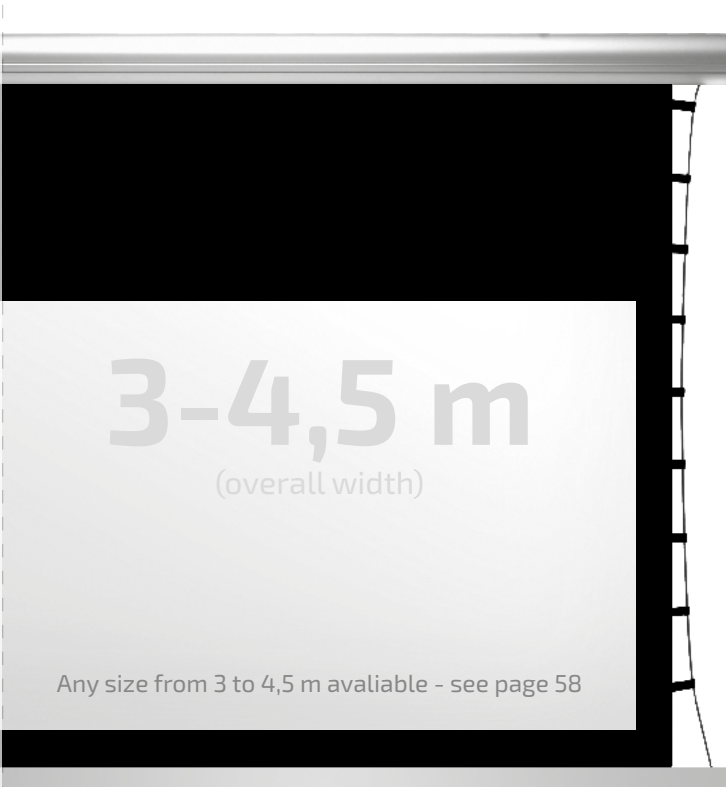 3-4,5 m
(overall width)
Any size from 3 to 4,5 m avaliable - see page 58